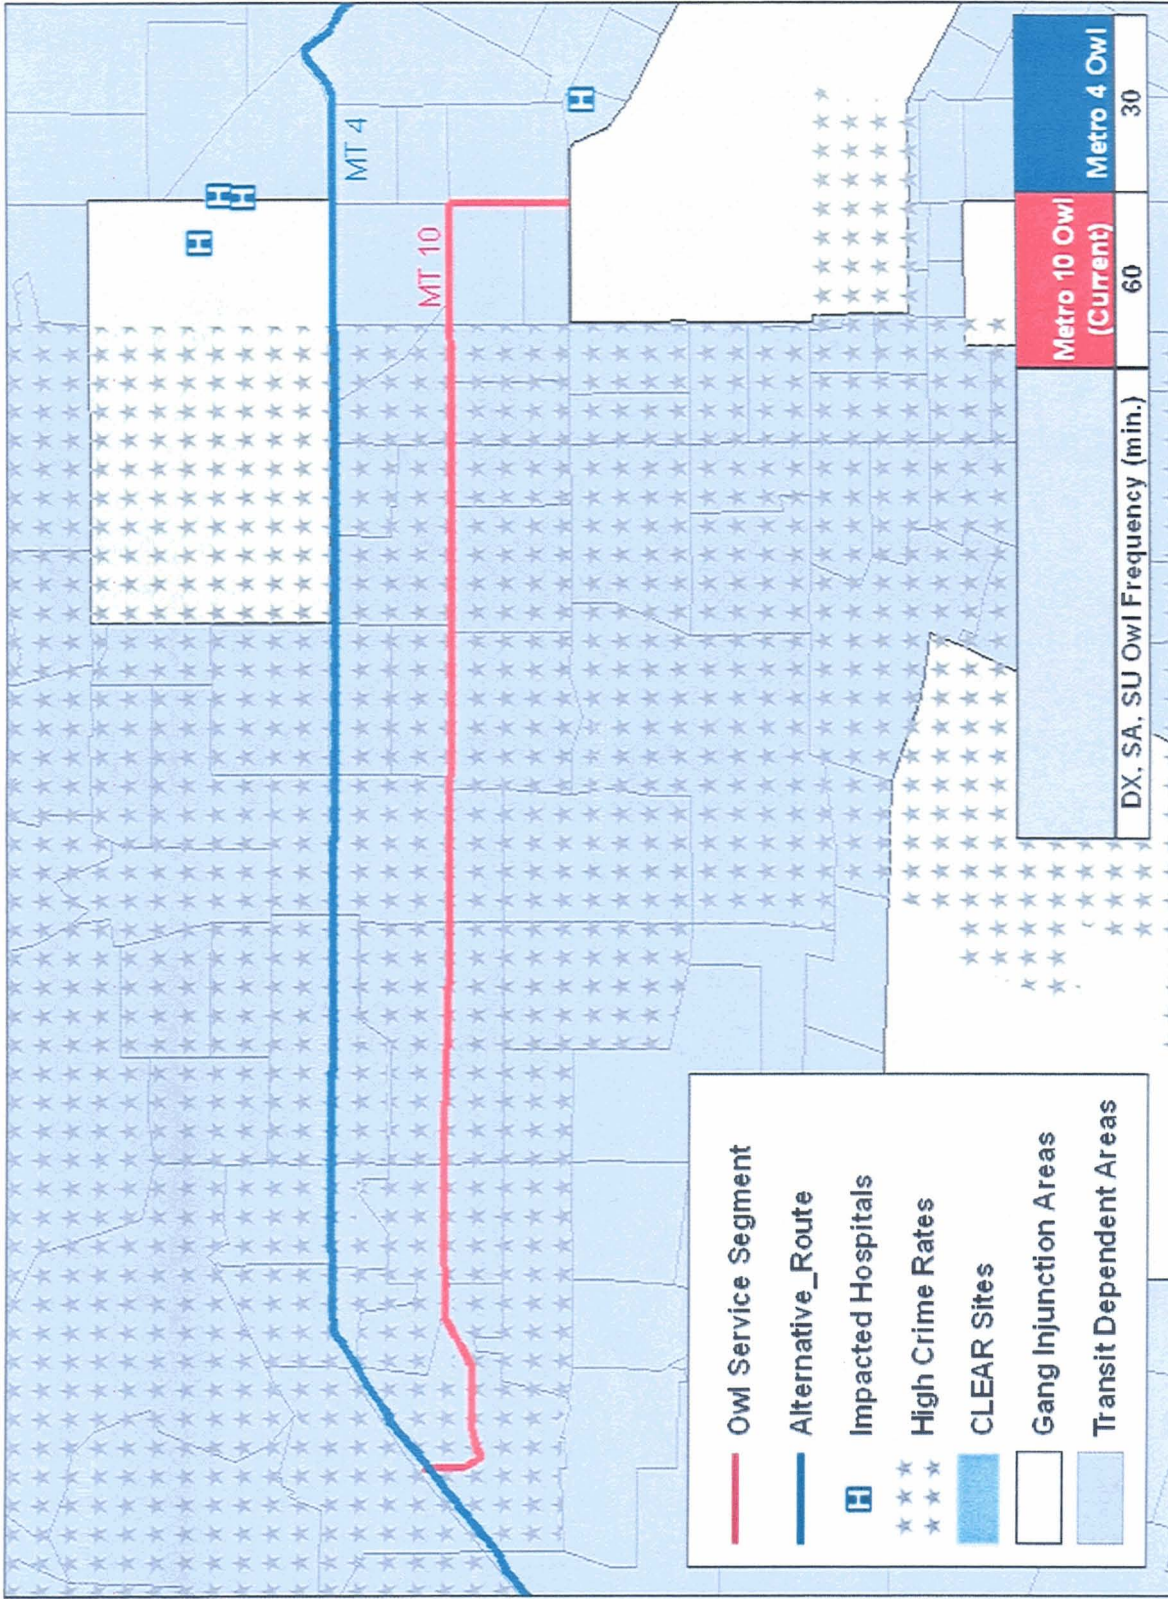 MT 4
MT 10
Owl Service Segment
Alternative_Route
H Impacted Hospitals
High Crime Rates
CLEAR Sites
Gang Injunction Areas
Transit Dependent Areas
Metro 10 Owl
(Current)
Metro 4 Owl
DX, SA, SU Owl Frequency (min.)
60
30
H
H
H
H